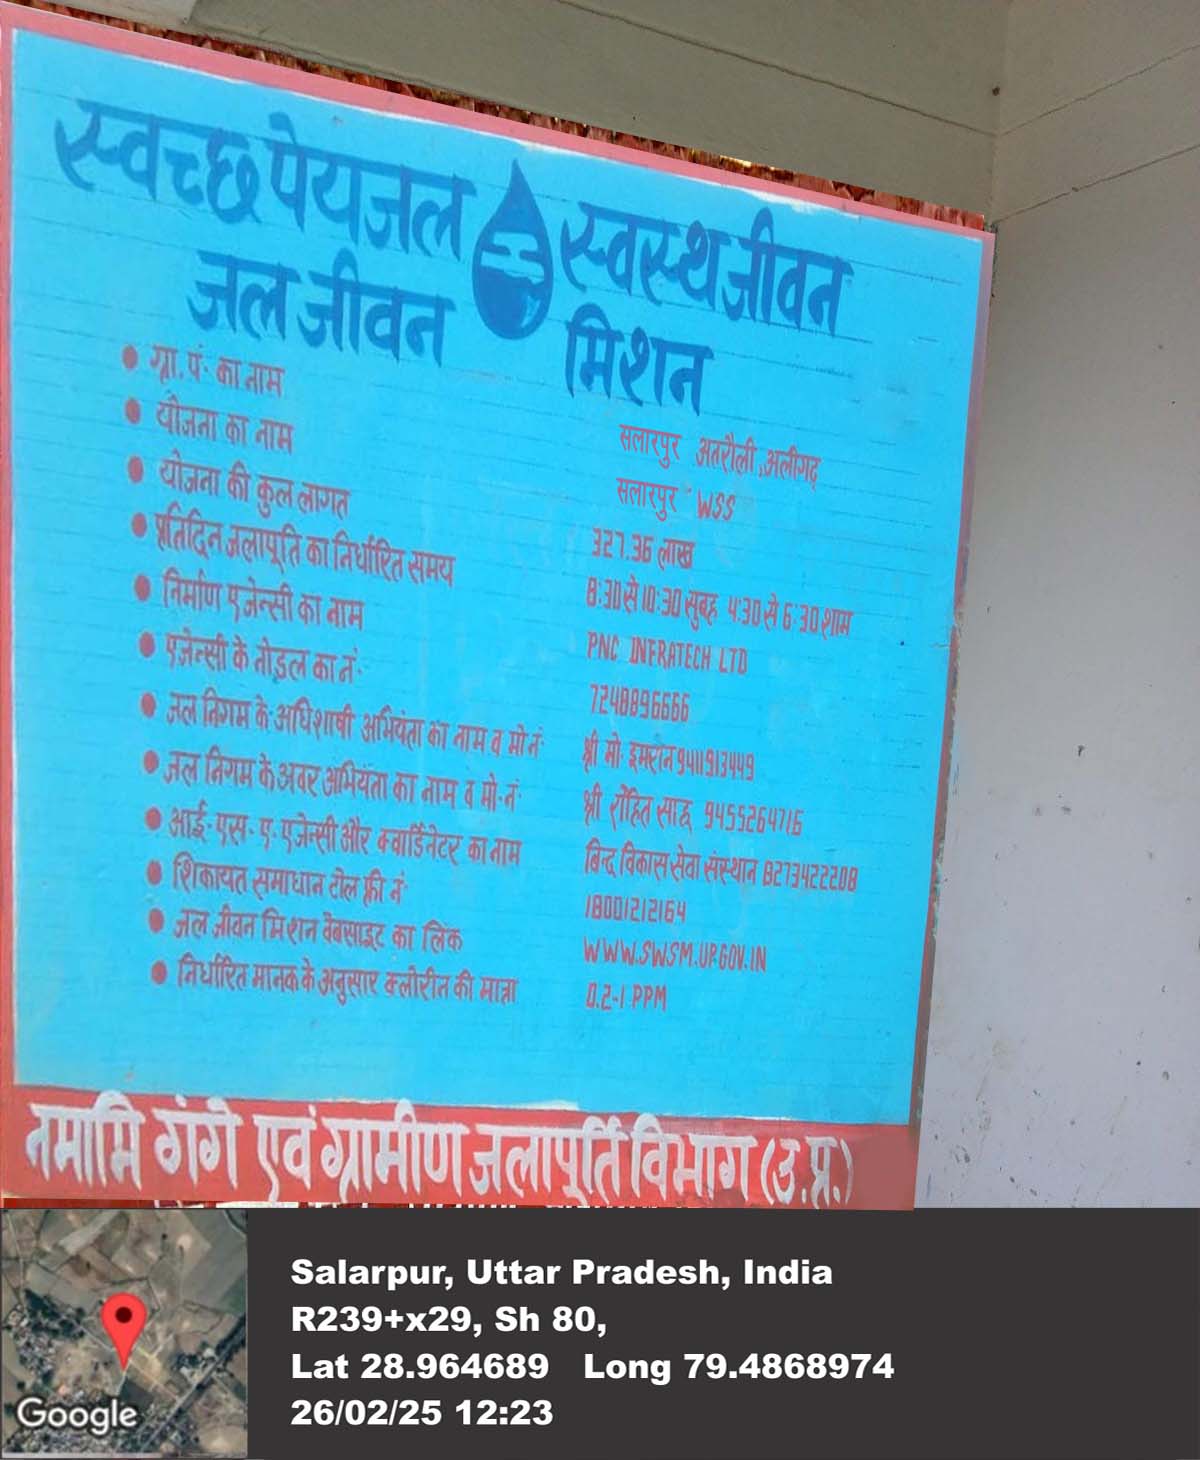 स्वच्छ पेयजल स्वस्थ जीवन
जल जीवन मिशन
ग्रा. पं. का नाम सलारपुर अतरौली, अलीगढ़
योजना का नाम सलारपुर WSS
योजना की कुल लागत 327.36 लाख
प्रतिदिन जलापूर्ति का निर्धारित समय 8:30 से 10:30 सुबह 4:30 से 6:30 शाम
निर्माण एजेन्सी का नाम PNC INFRATECH LTD
एजेन्सी के नोडल का नं. 7248896666
जल निगम के अधिशाषी अभियंता का नाम व मो नं. श्री मो. इमरान 9411913449
जल निगम के अवर अभियंता का नाम व मो. नं. श्री रोहित साहू 9455264716
आई. एस. ए. एजेन्सी और क्वार्डिनेटर का नाम बिन्द विकास सेवा संस्थान 8273422208
शिकायत समाधान टोल फ्री नं. 18001212164
जल जीवन मिशन वेबसाइट का लिंक WWW.SWSM.UP.GOV.IN
निर्धारित मानक के अनुसार क्लोरीन की मात्रा 0.2-1 PPM
नमामि गंगे एवं ग्रामीण जलापूर्ति विभाग (उ.प्र.)
Google
Salarpur, Uttar Pradesh, India
R239+x29, Sh 80,
Lat 28.964689 Long 79.4868974
26/02/25 12:23